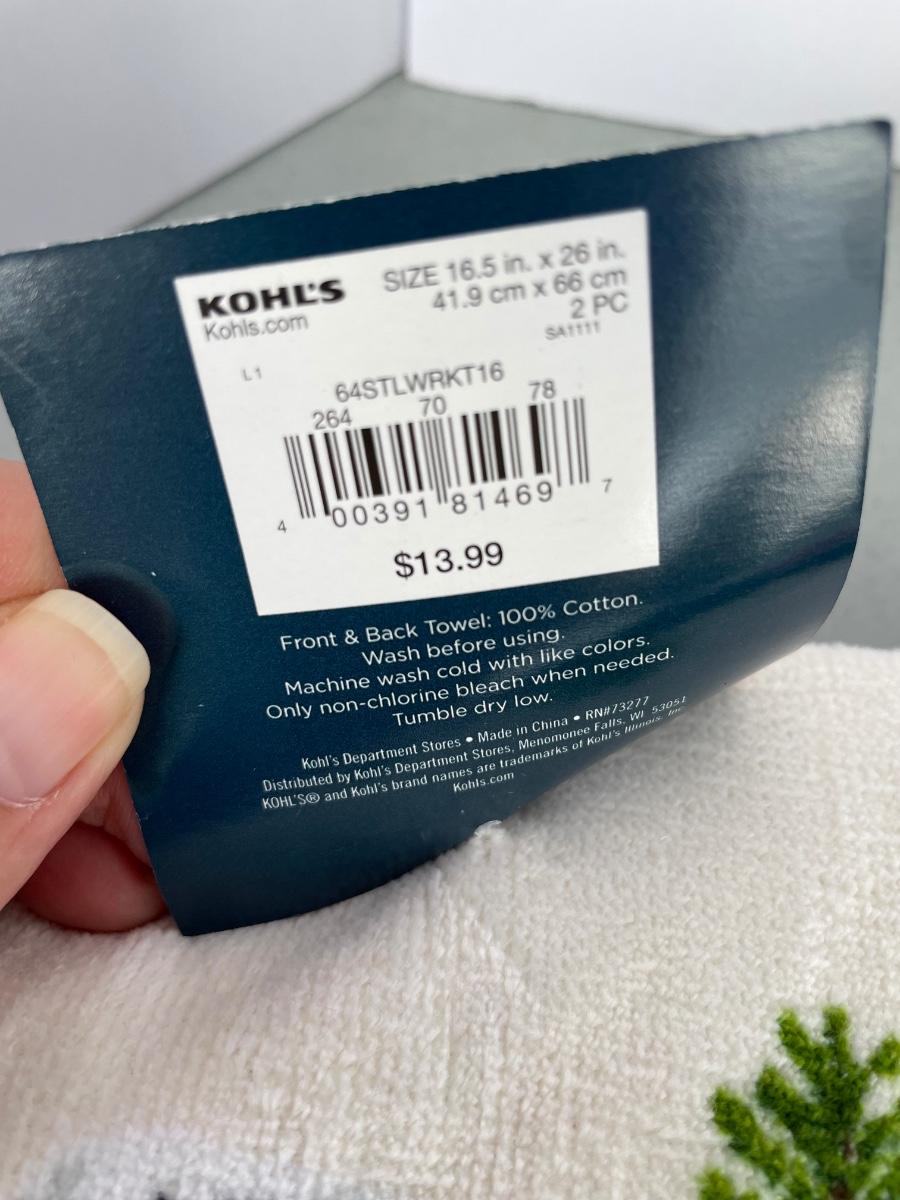 KOHL'S
Kohls.com
SIZE 16.5 in. x 26 in.
41.9 cm x 66 cm
2 PC
SA1111
L1
64STLWRKT16
264 70 78
4 00391 81469 7
$13.99
Front & Back Towel: 100% Cotton.
Wash before using.
Machine wash cold with like colors.
Only non-chlorine bleach when needed.
Tumble dry low.
Kohl's Department Stores • Made in China • RN#73277
Distributed by Kohl's Department Stores, Menomonee Falls, WI 53051
KOHL'S® and Kohl's brand names are trademarks of Kohl's Illinois, Inc.
Kohls.com